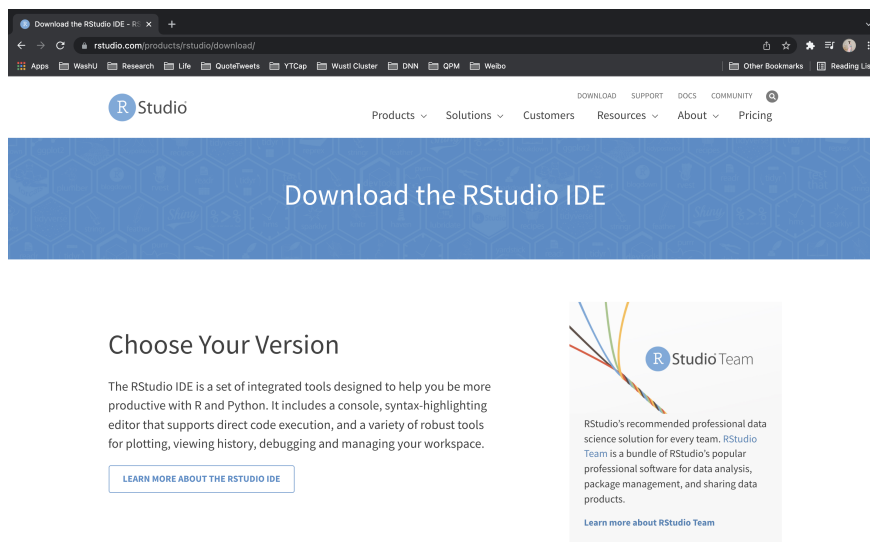 Download the RStudio IDE - RS
rstudio.com/products/rstudio/download/
Apps WashU Research Life QuoteTweets YTCap Wustl Cluster DNN QPM Weibo Other Bookmarks Reading Lis
DOWNLOAD SUPPORT DOCS COMMUNITY
R Studio
Products Solutions Customers Resources About Pricing
Download the RStudio IDE
Choose Your Version
The RStudio IDE is a set of integrated tools designed to help you be more
productive with R and Python. It includes a console, syntax-highlighting
editor that supports direct code execution, and a variety of robust tools
for plotting, viewing history, debugging and managing your workspace.
LEARN MORE ABOUT THE RSTUDIO IDE
R Studio Team
RStudio's recommended professional data
science solution for every team. RStudio
Team is a bundle of RStudio's popular
professional software for data analysis,
package management, and sharing data
products.
Learn more about RStudio Team